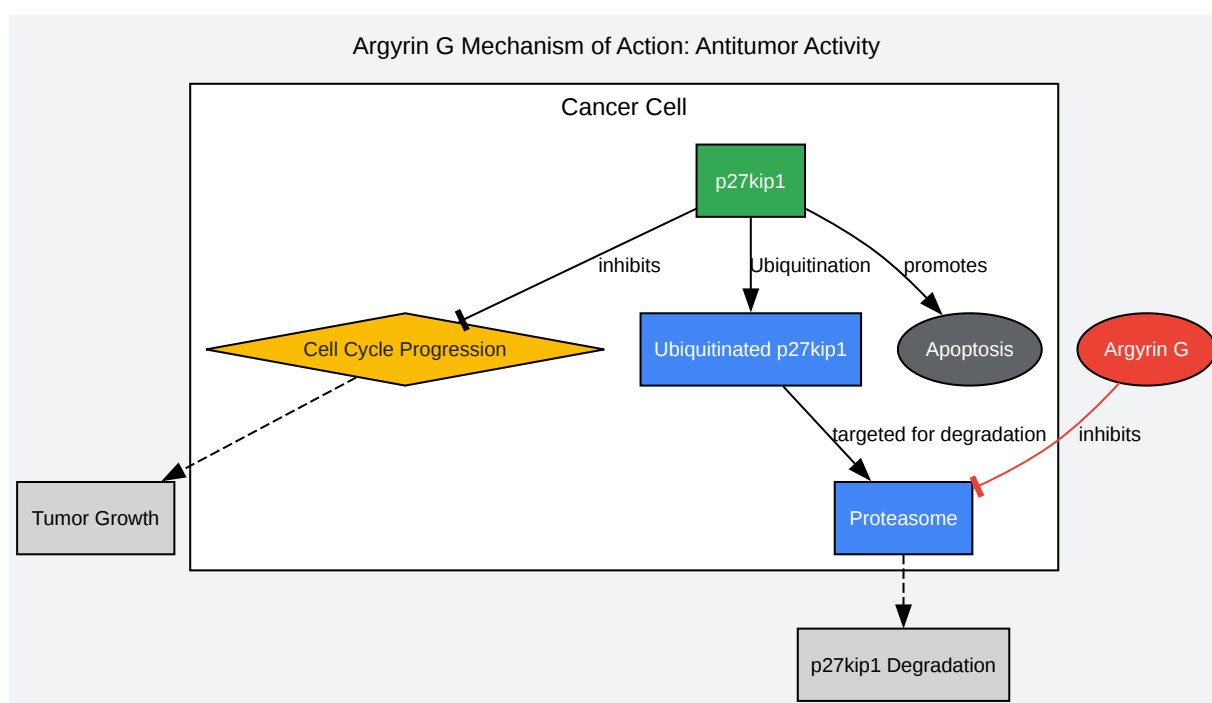 Argyrin G Mechanism of Action: Antitumor Activity
Cancer Cell
p27kip1
inhibits
Ubiquitination
promotes
Cell Cycle Progression
Ubiquitinated p27kip1
Apoptosis
Argyrin G
targeted for degradation
inhibits
Tumor Growth
Proteasome
p27kip1 Degradation